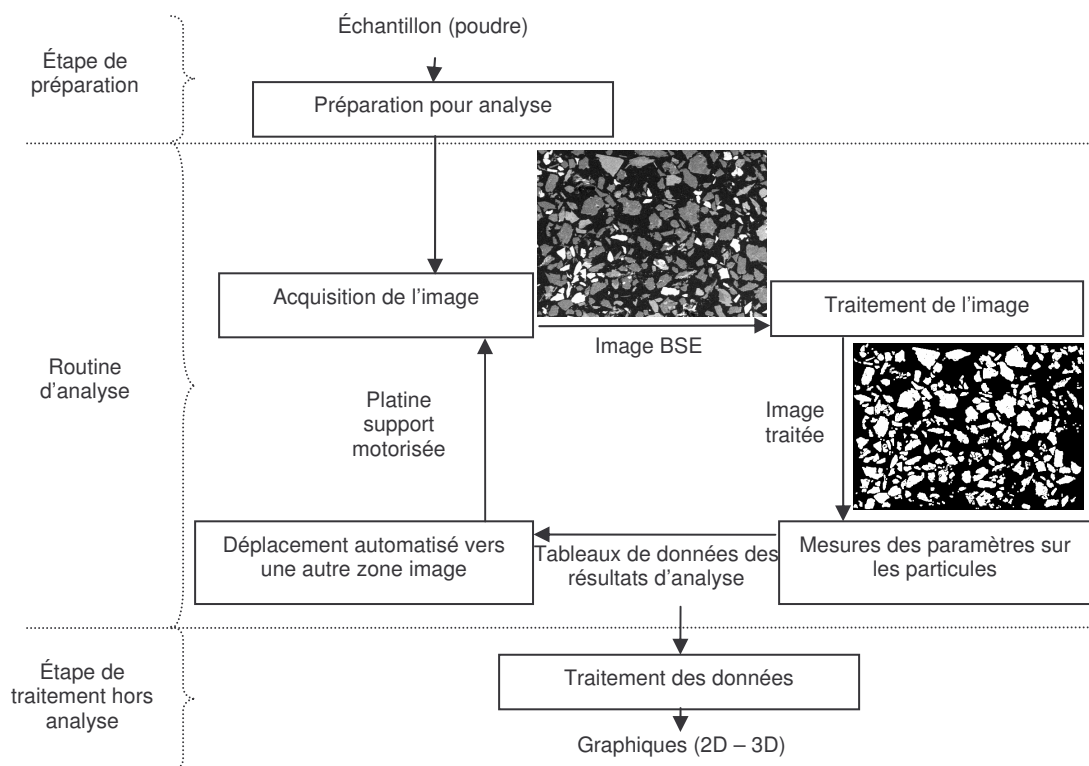 Échantillon (poudre)
Étape de
préparation
Préparation pour analyse
Acquisition de l'image
Traitement de l'image
Image BSE
Routine
d'analyse
Platine
support
motorisée
Image
traitée
Déplacement automatisé vers
une autre zone image
Tableaux de données des
résultats d'analyse
Mesures des paramètres sur
les particules
Étape de
traitement hors
analyse
Traitement des données
Graphiques (2D – 3D)